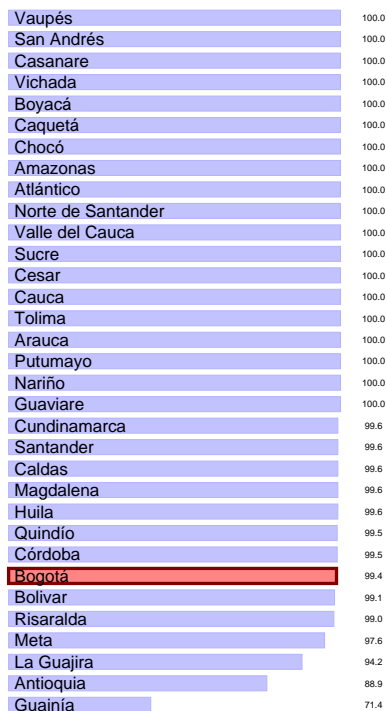 Vaupés 100.0
San Andrés 100.0
Casanare 100.0
Vichada 100.0
Boyacá 100.0
Caquetá 100.0
Chocó 100.0
Amazonas 100.0
Atlántico 100.0
Norte de Santander 100.0
Valle del Cauca 100.0
Sucre 100.0
Cesar 100.0
Cauca 100.0
Tolima 100.0
Arauca 100.0
Putumayo 100.0
Nariño 100.0
Guaviare 100.0
Cundinamarca 99.6
Santander 99.6
Caldas 99.6
Magdalena 99.6
Huila 99.6
Quindío 99.5
Córdoba 99.5
Bogotá 99.4
Bolivar 99.1
Risaralda 99.0
Meta 97.6
La Guajira 94.2
Antioquia 88.9
Guainía 71.4